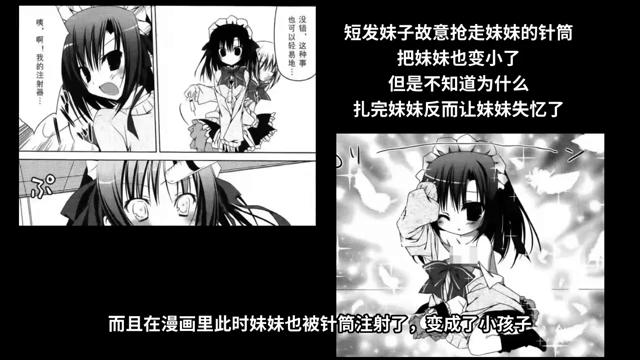 没错，这种事
也可以轻易地…
咦，啊！我的
注射器…
ぷ
短发妹子故意抢走妹妹的针筒
把妹妹也变小了
但是不知道为什么
扎完妹妹反而让妹妹失忆了
而且在漫画里此时妹妹也被针筒注射了，变成了小孩子